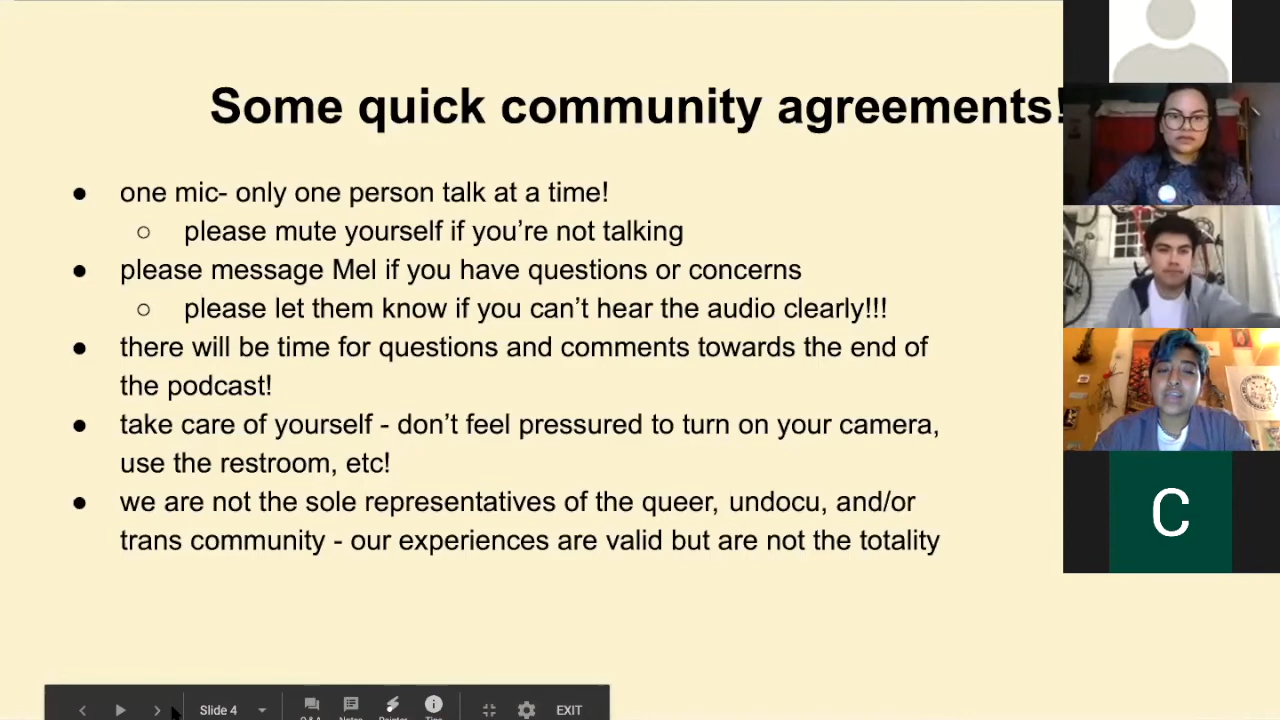 Some quick community agreements!
● one mic- only one person talk at a time!
○ please mute yourself if you’re not talking
● please message Mel if you have questions or concerns
○ please let them know if you can’t hear the audio clearly!!!
● there will be time for questions and comments towards the end of
the podcast!
● take care of yourself - don’t feel pressured to turn on your camera,
use the restroom, etc!
● we are not the sole representatives of the queer, undocu, and/or
trans community - our experiences are valid but are not the totality
C
Slide 4
EXIT